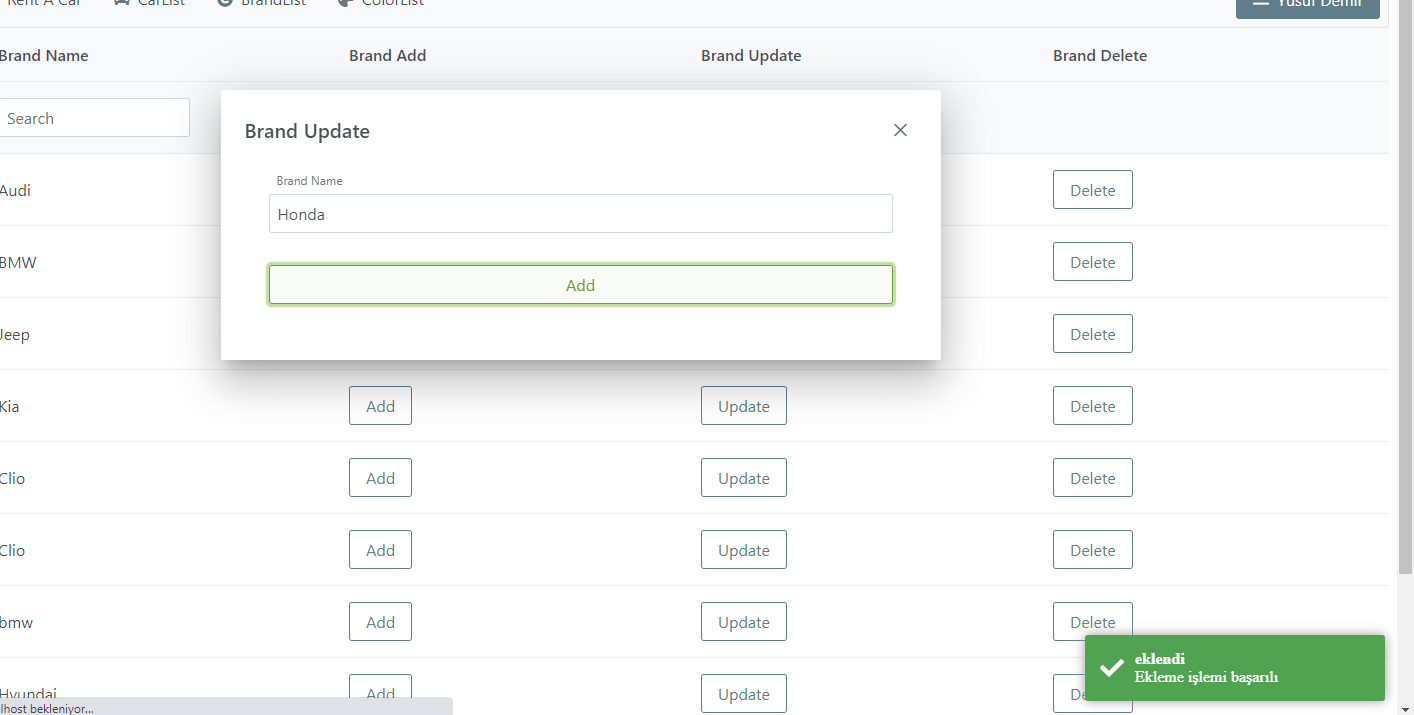 Rent A Car CarList BrandList ColorList Yusuf Demir
Brand Name Brand Add Brand Update Brand Delete
Search
Brand Update
Brand Name
Honda
Add
Audi Delete
BMW Delete
Jeep Delete
Kia Add Update Delete
Clio Add Update Delete
Clio Add Update Delete
bmw Add Update Delete
Hyundai Add Update
eklendi
Ekleme işlemi başarılı
lhost bekleniyor...